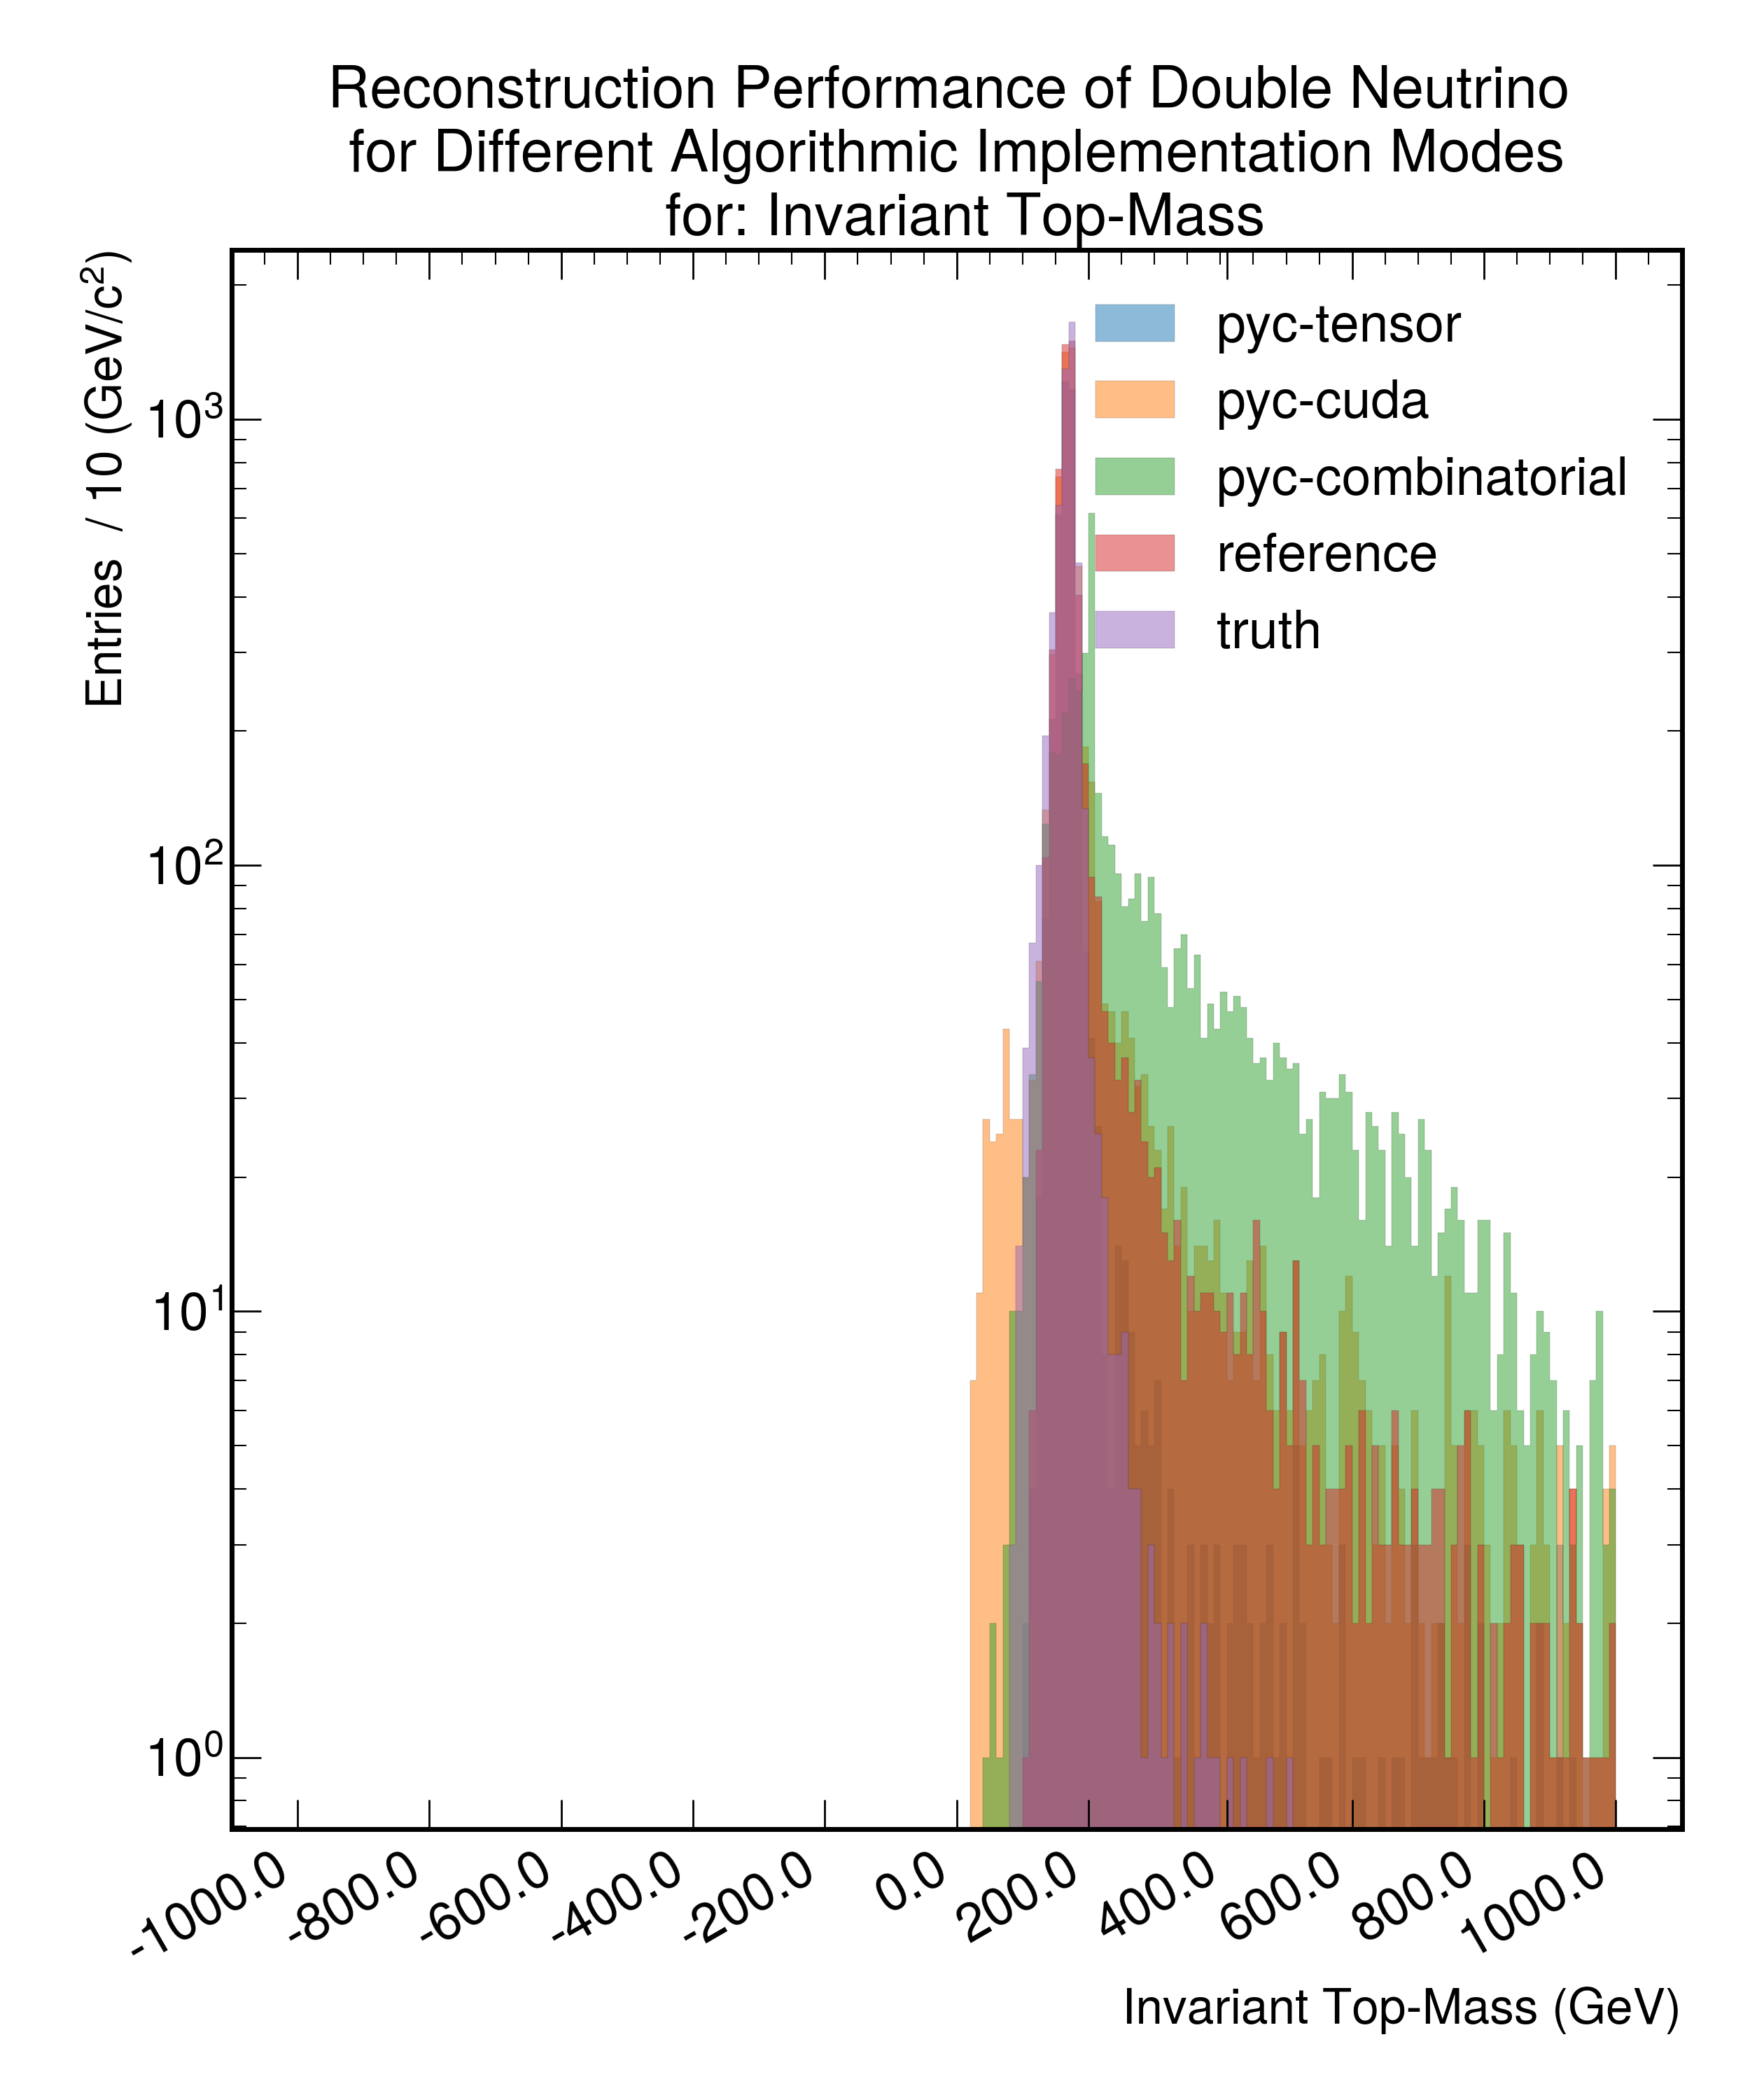 Reconstruction Performance of Double Neutrino
for Different Algorithmic Implementation Modes
for: Invariant Top-Mass
Entries / 10 (GeV/c²)
10³
10²
10¹
10⁰
pyc-tensor
pyc-cuda
pyc-combinatorial
reference
truth
-1000.0 -800.0 -600.0 -400.0 -200.0 0.0 200.0 400.0 600.0 800.0 1000.0
Invariant Top-Mass (GeV)